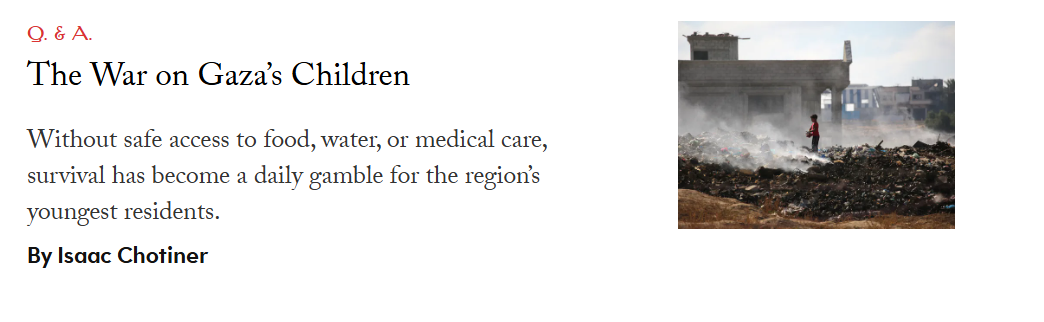 Q. & A.
The War on Gaza’s Children
Without safe access to food, water, or medical care,
survival has become a daily gamble for the region’s
youngest residents.
By Isaac Chotiner